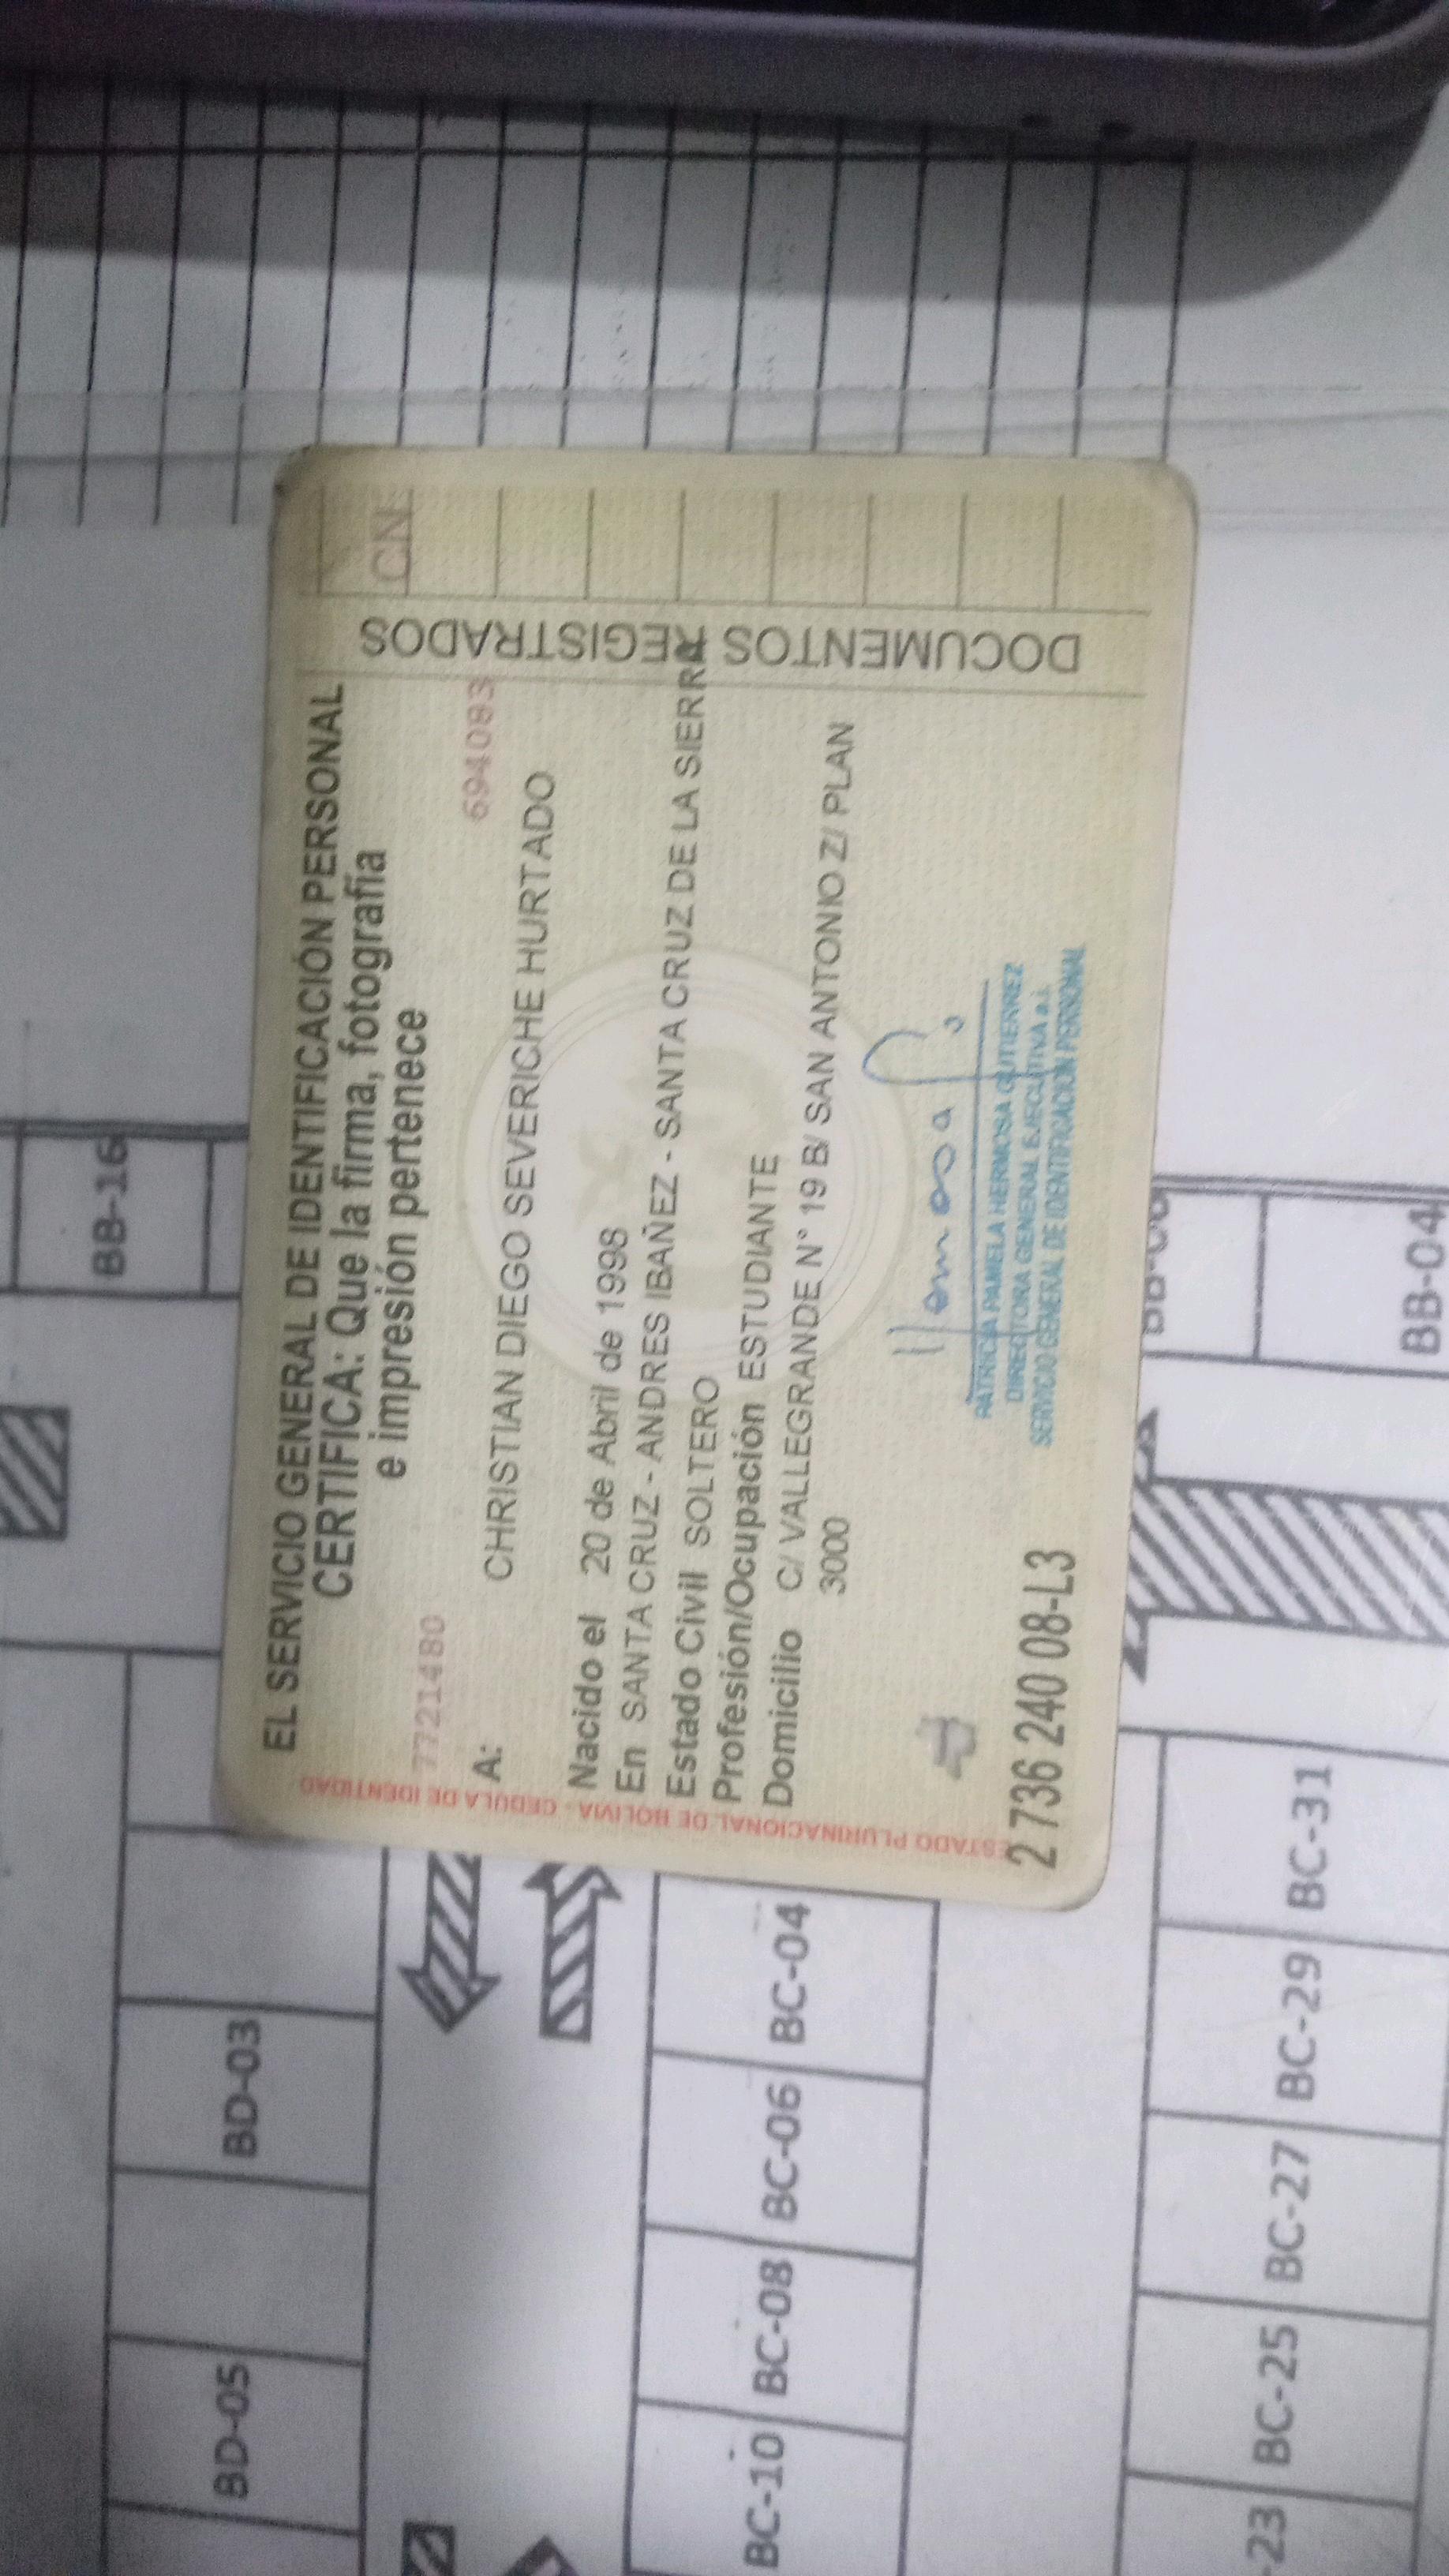 EL SERVICIO GENERAL DE IDENTIFICACIÓN PERSONAL
CERTIFICA: Que la firma, fotografía
e impresión pertenece
7721480
694083
A:
CHRISTIAN DIEGO SEVERICHE HURTADO
Nacido el 20 de Abril de 1998
En SANTA CRUZ - ANDRES IBAÑEZ - SANTA CRUZ DE LA SIERRA
Estado Civil SOLTERO
Profesión/Ocupación ESTUDIANTE
Domicilio C/ VALLEGRANDE N° 19 B/ SAN ANTONIO Z/ PLAN
3000
PATRICIA PAMELA HERMOSA GUTIERREZ
DIRECTORA GENERAL EJECUTIVA a.i.
SERVICIO GENERAL DE IDENTIFICACION PERSONAL
2 736 240 08-L3
ESTADO PLURINACIONAL DE BOLIVIA - CEDULA DE IDENTIDAD
DOCUMENTOS REGISTRADOS
CN
BB-16
BB-04
BD-03
BD-05
BC-04
BC-06
BC-08
BC-10
BC-31
BC-29
BC-27
BC-25
23